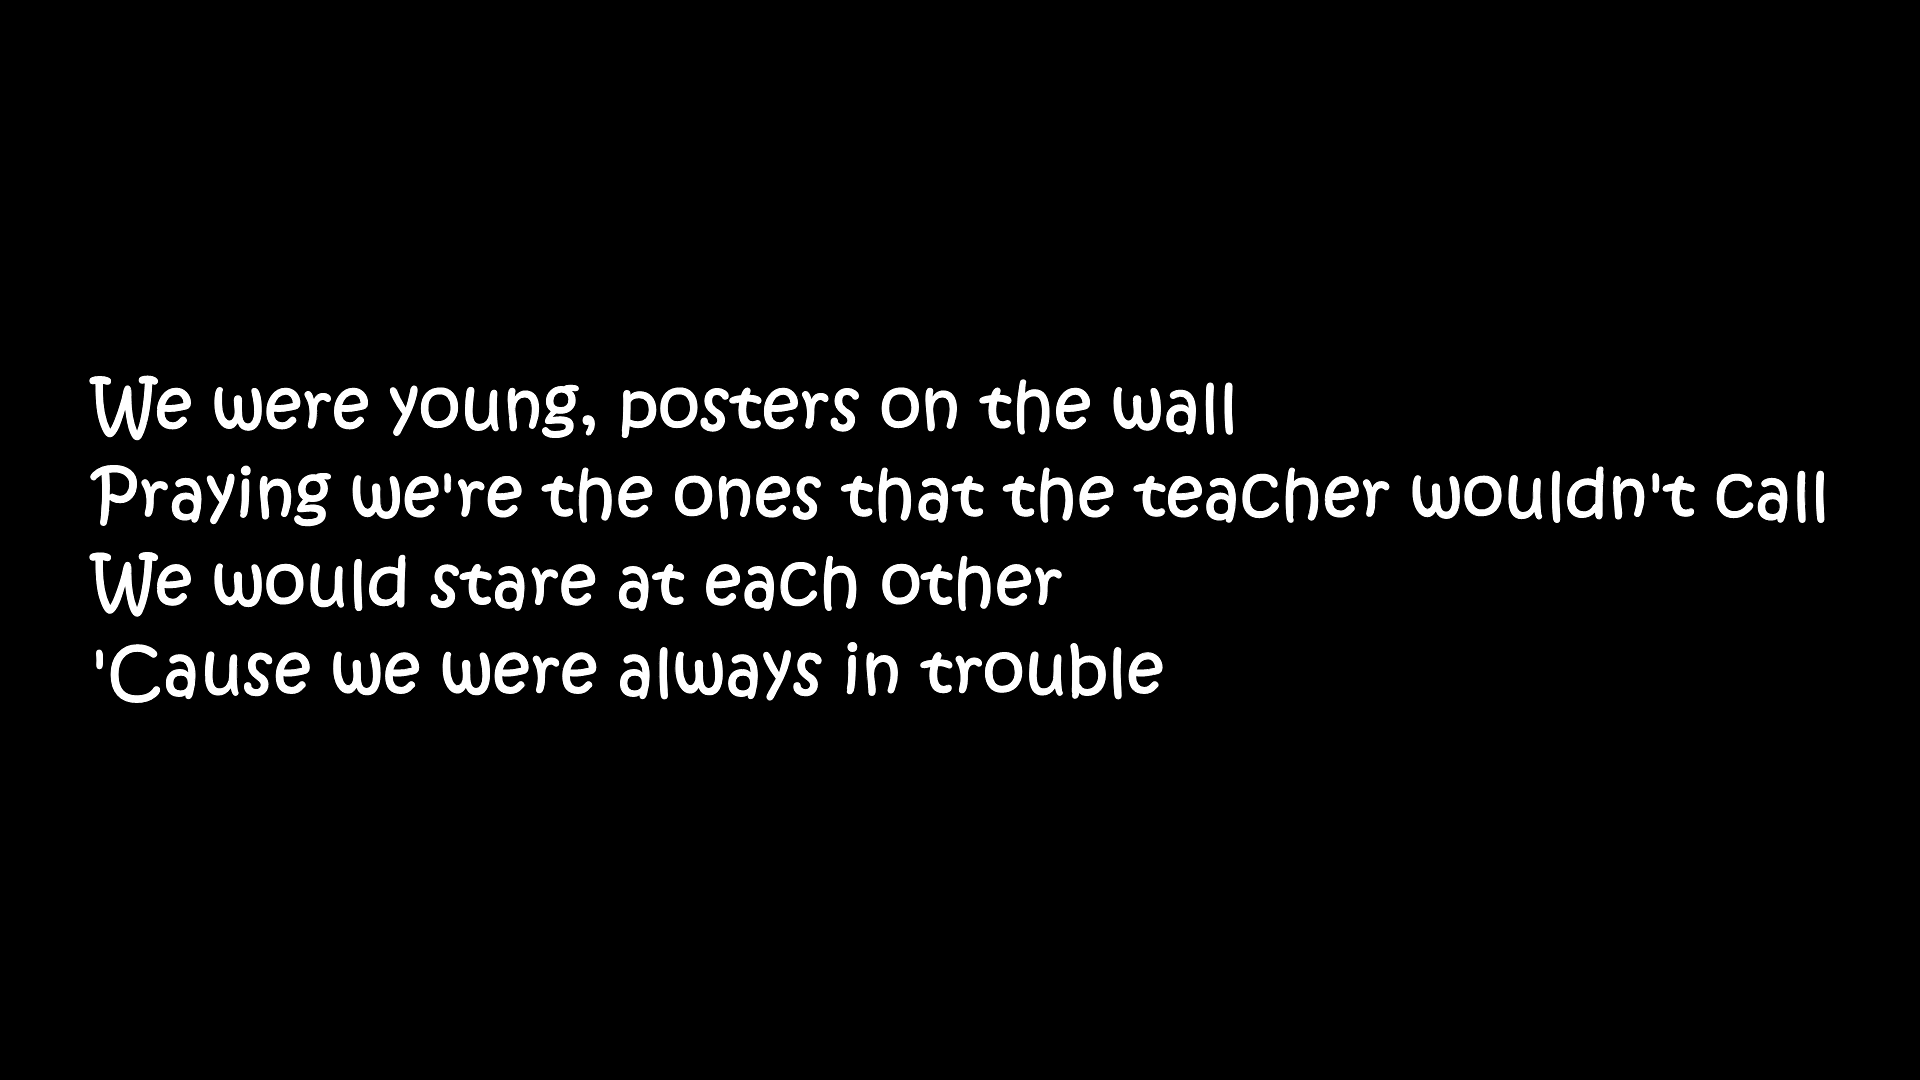 We were young, posters on the wall
Praying we're the ones that the teacher wouldn't call
We would stare at each other
'Cause we were always in trouble